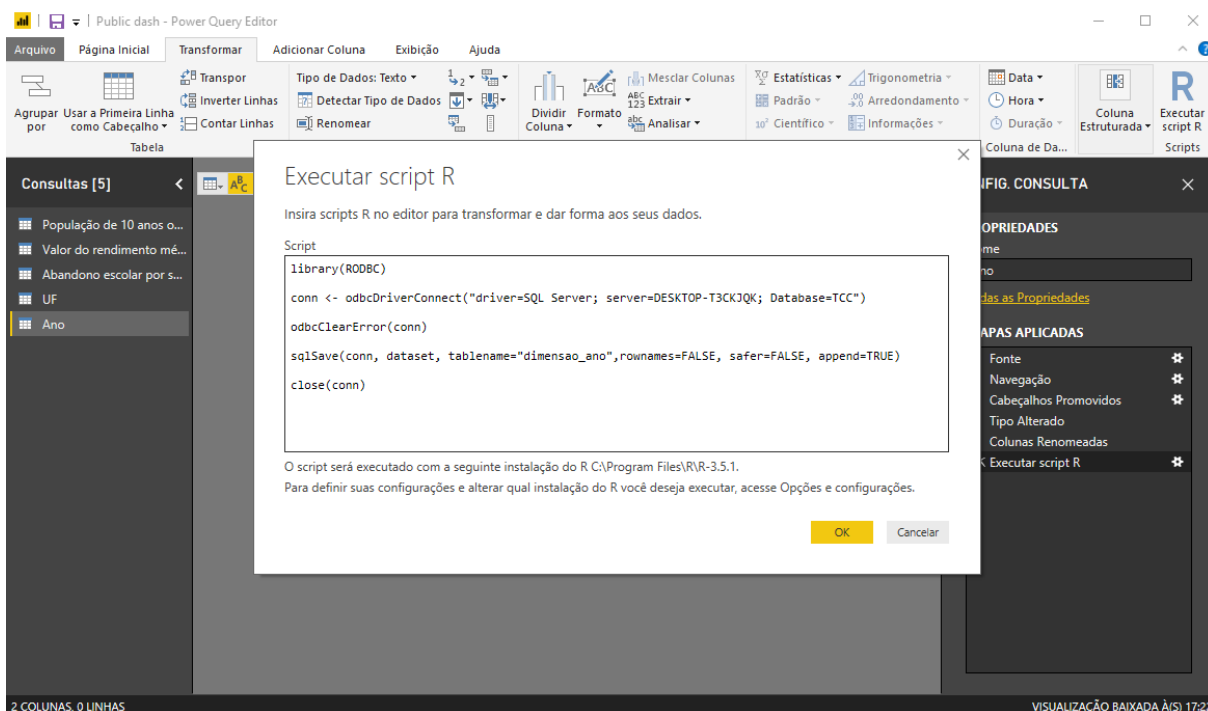 Public dash - Power Query Editor
Arquivo Página Inicial Transformar Adicionar Coluna Exibição Ajuda
Agrupar por
Usar a Primeira Linha como Cabeçalho
Transpor
Inverter Linhas
Contar Linhas
Tabela
Tipo de Dados: Texto
Detectar Tipo de Dados
Renomear
Dividir Coluna
Formato
Mesclar Colunas
Extrair
Analisar
Estatísticas
Padrão
Científico
Trigonometria
Arredondamento
Informações
Data
Hora
Duração
Coluna de Da...
Coluna Estruturada
Executar script R
Scripts
Consultas [5]
População de 10 anos o...
Valor do rendimento mé...
Abandono escolar por s...
UF
Ano
Executar script R
Insira scripts R no editor para transformar e dar forma aos seus dados.
Script
library(RODBC)
conn <- odbcDriverConnect("driver=SQL Server; server=DESKTOP-T3CKJQK; Database=TCC")
odbcClearError(conn)
sqlSave(conn, dataset, tablename="dimensao_ano",rownames=FALSE, safer=FALSE, append=TRUE)
close(conn)
O script será executado com a seguinte instalação do R C:\Program Files\R\R-3.5.1.
Para definir suas configurações e alterar qual instalação do R você deseja executar, acesse Opções e configurações.
OK Cancelar
IFIG. CONSULTA
OPRIEDADES
me
no
das as Propriedades
APAS APLICADAS
Fonte
Navegação
Cabeçalhos Promovidos
Tipo Alterado
Colunas Renomeadas
Executar script R
2 COLUNAS, 0 LINHAS
VISUALIZAÇÃO BAIXADA À(S) 17:2